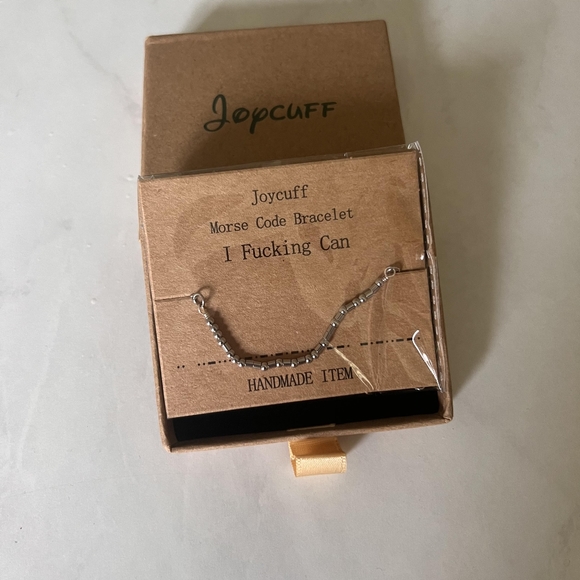 Joycuff
Joycuff
Morse Code Bracelet
I Fucking Can
HANDMADE ITEM